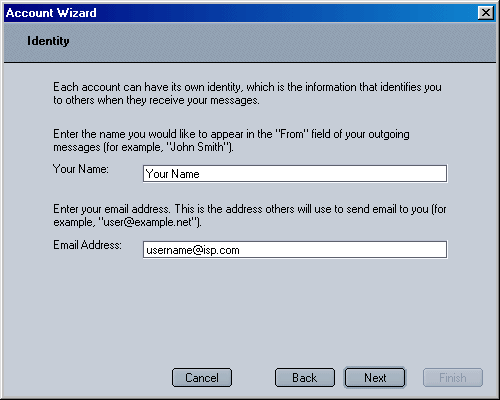 Account Wizard
Identity
Each account can have its own identity, which is the information that identifies you
to others when they receive your messages.
Enter the name you would like to appear in the "From" field of your outgoing
messages (for example, "John Smith").
Your Name: Your Name
Enter your email address. This is the address others will use to send email to you (for
example, "user@example.net").
Email Address: username@isp.com
Cancel Back Next Finish